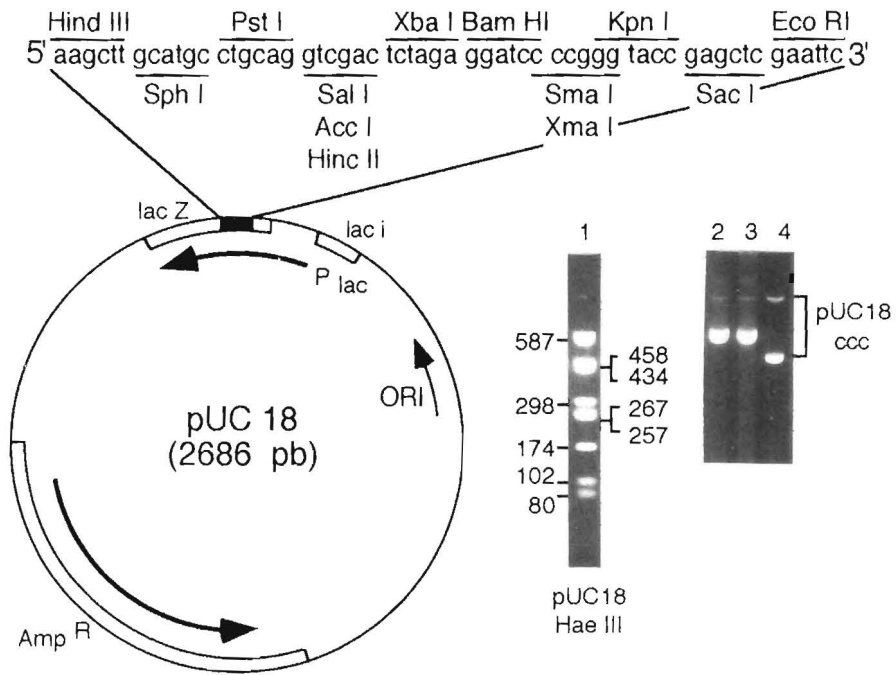 Hind III Pst I Xba I Bam HI Kpn I Eco RI
5' aagctt gcatgc ctgcag gtcgac tctaga ggatcc ccggg tacc gagctc gaattc 3'
Sph I Sal I Sma I Sac I
Acc I Xma I
Hinc II
lac Z
lac i
P lac
ORI
pUC 18
(2686 pb)
Amp R
1
587
458
434
298
267
257
174
102
80
pUC18
Hae III
2 3 4
pUC18
ccc